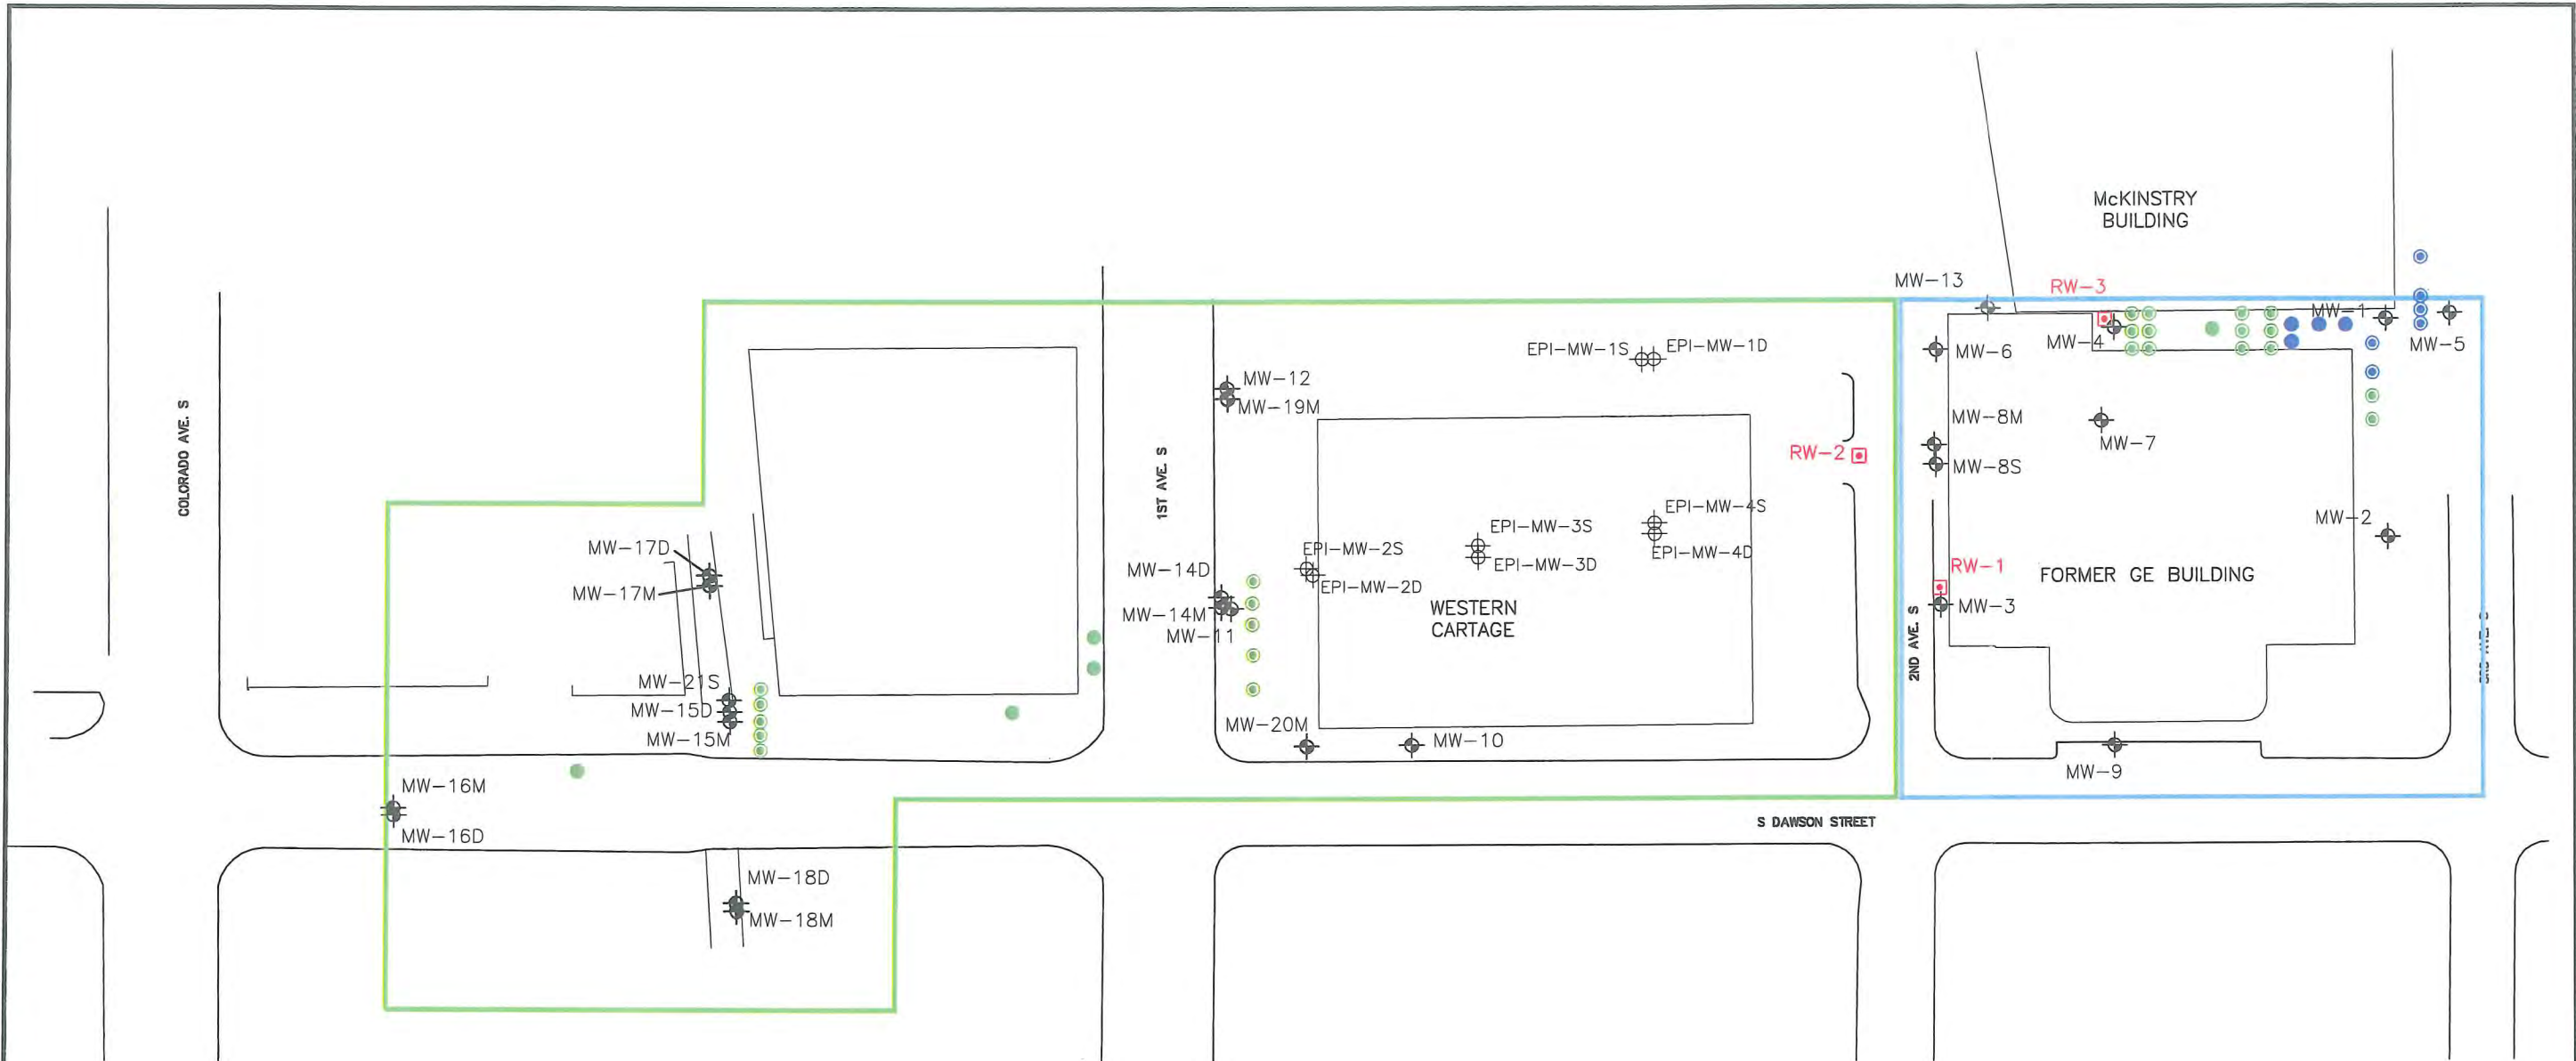 McKINSTRY
BUILDING
MW-13
RW-3
MW-1
MW-4
MW-5
MW-6
EPI-MW-1S
EPI-MW-1D
MW-12
MW-19M
MW-8M
MW-7
RW-2
MW-8S
COLORADO AVE. S
1ST AVE. S
EPI-MW-4S
MW-2
EPI-MW-3S
MW-17D
EPI-MW-2S
EPI-MW-4D
MW-14D
EPI-MW-3D
RW-1
FORMER GE BUILDING
MW-17M
EPI-MW-2D
MW-14M
WESTERN
CARTAGE
MW-3
MW-11
2ND AVE. S
MW-21S
MW-15D
MW-20M
MW-15M
MW-10
MW-9
MW-16M
S DAWSON STREET
MW-16D
MW-18D
MW-18M